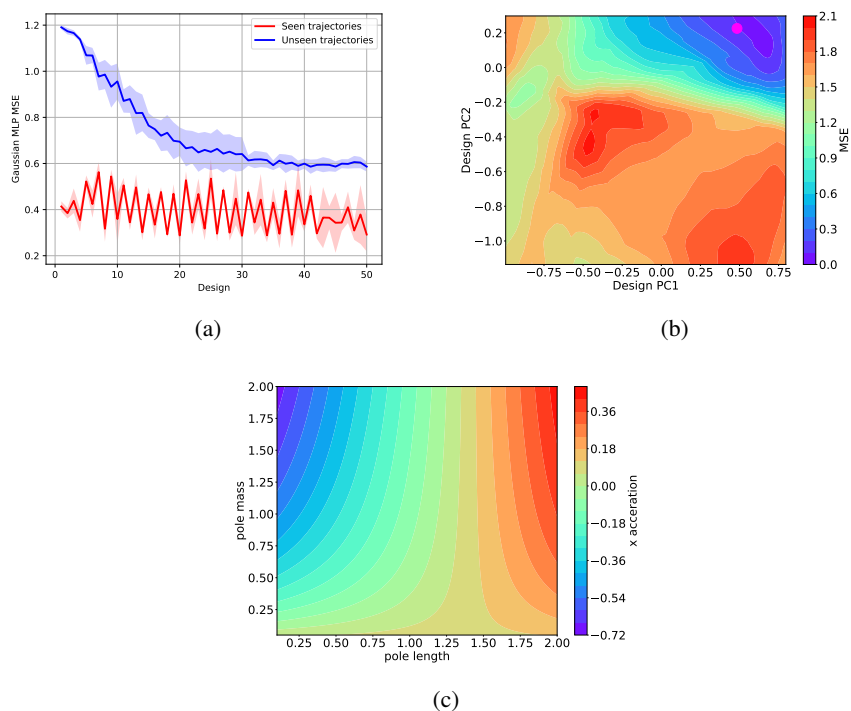 Seen trajectories
Unseen trajectories
1.2
1.0
0.8
0.6
0.4
0.2
Gaussian MLP MSE
0 10 20 30 40 50
Design
(a)
0.2
0.0
−0.2
−0.4
−0.6
−0.8
−1.0
Design PC2
−0.75 −0.50 −0.25 0.00 0.25 0.50 0.75
Design PC1
2.1
1.8
1.5
1.2
0.9
0.6
0.3
0.0
MSE
(b)
2.00
1.75
1.50
1.25
1.00
0.75
0.50
0.25
pole mass
0.25 0.50 0.75 1.00 1.25 1.50 1.75 2.00
pole length
0.36
0.18
0.00
−0.18
−0.36
−0.54
−0.72
x acceration
(c)